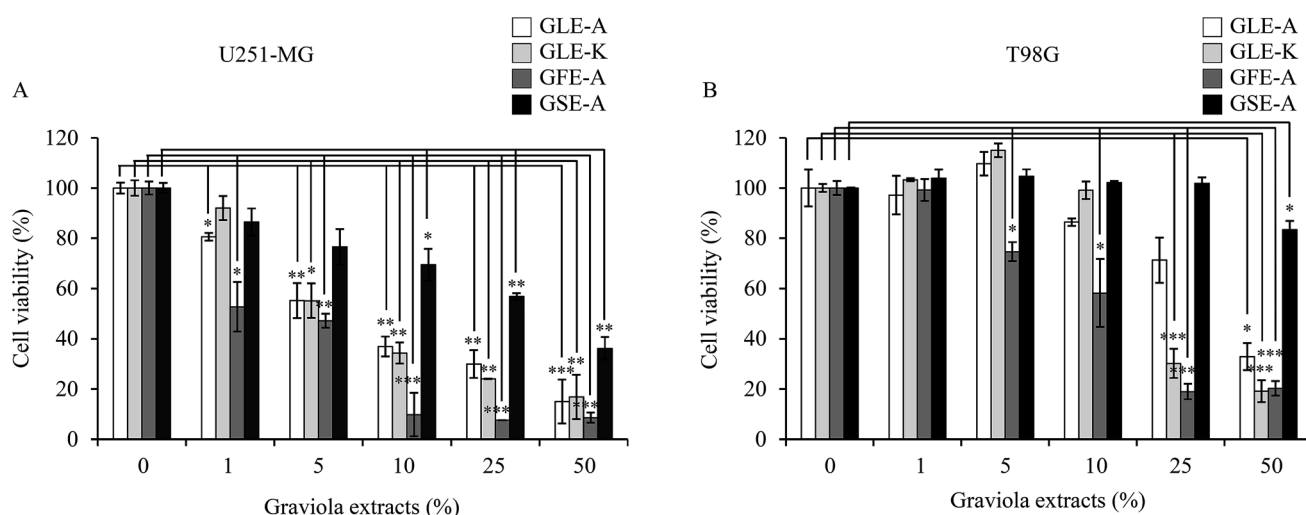 U251-MG
GLE-A
GLE-K
GFE-A
GSE-A
A
Cell viability (%)
120
100
80
60
40
20
0
* * ** * ** ** ** *** * ** ** *** ** *** ** ** **
0 1 5 10 25 50
Graviola extracts (%)
T98G
GLE-A
GLE-K
GFE-A
GSE-A
B
Cell viability (%)
120
100
80
60
40
20
0
* * *** *** * *** *** *
0 1 5 10 25 50
Graviola extracts (%)